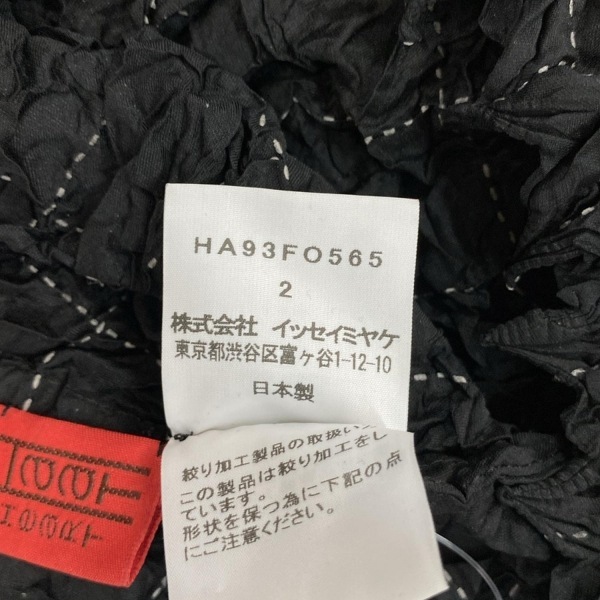 HA93FO565
2
株式会社 イッセイミヤケ
東京都渋谷区富ヶ谷1-12-10
日本製
絞り加工製品の取扱い
この製品は絞り加工をし
ています。
形状を保つ為に下記の点
にご注意ください。